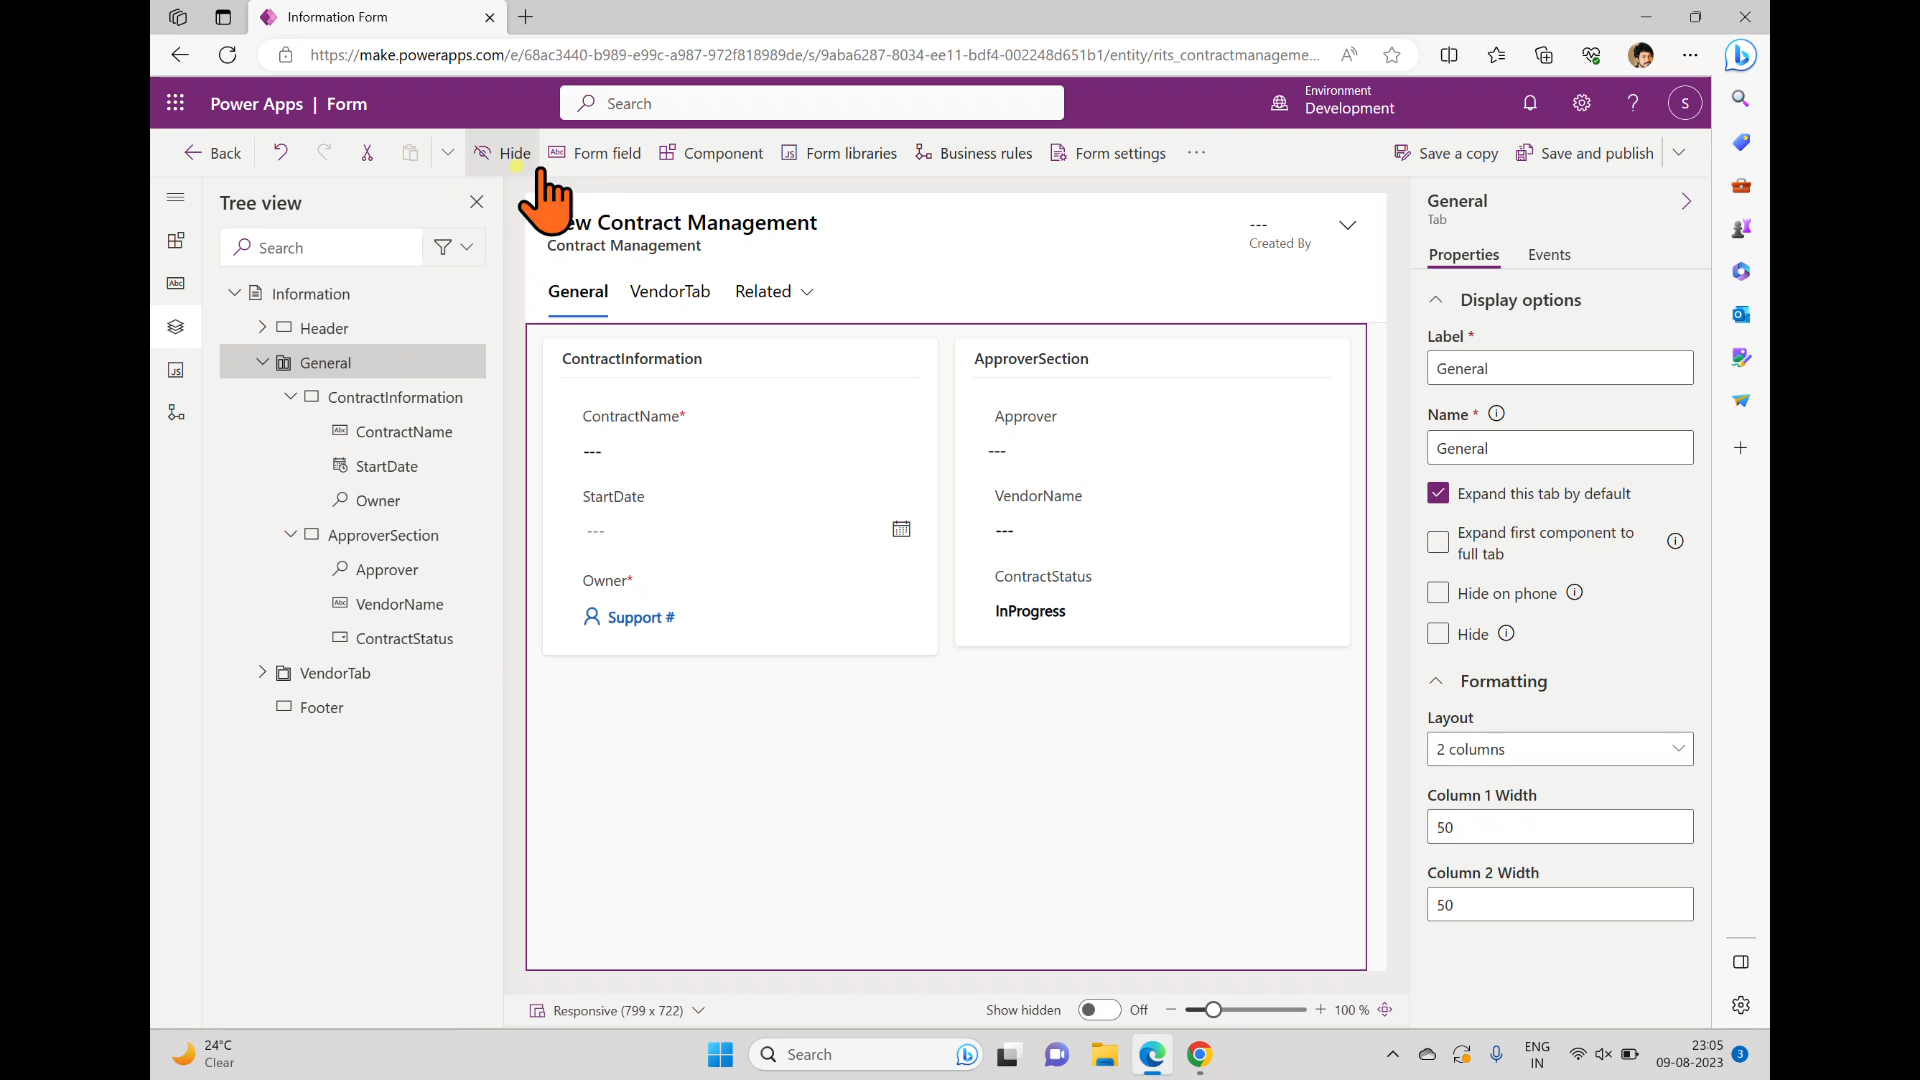 Information Form
https://make.powerapps.com/e/68ac3440-b989-e99c-a987-972f818989de/s/9aba6287-8034-ee11-bdf4-002248d651b1/entity/rits_contractmanageme...
Power Apps | Form
Search
Environment
Development
S
Back
Hide
Form field
Component
Form libraries
Business rules
Form settings
Save a copy
Save and publish
Tree view
Search
Information
Header
General
ContractInformation
ContractName
StartDate
Owner
ApproverSection
Approver
VendorName
ContractStatus
VendorTab
Footer
ew Contract Management
Contract Management
---
Created By
General
VendorTab
Related
ContractInformation
ContractName*
---
StartDate
---
Owner*
Support #
ApproverSection
Approver
---
VendorName
---
ContractStatus
InProgress
General
Tab
Properties
Events
Display options
Label *
General
Name *
General
Expand this tab by default
Expand first component to
full tab
Hide on phone
Hide
Formatting
Layout
2 columns
Column 1 Width
50
Column 2 Width
50
Responsive (799 x 722)
Show hidden
Off
100 %
24°C
Clear
Search
ENG
IN
23:05
09-08-2023
3